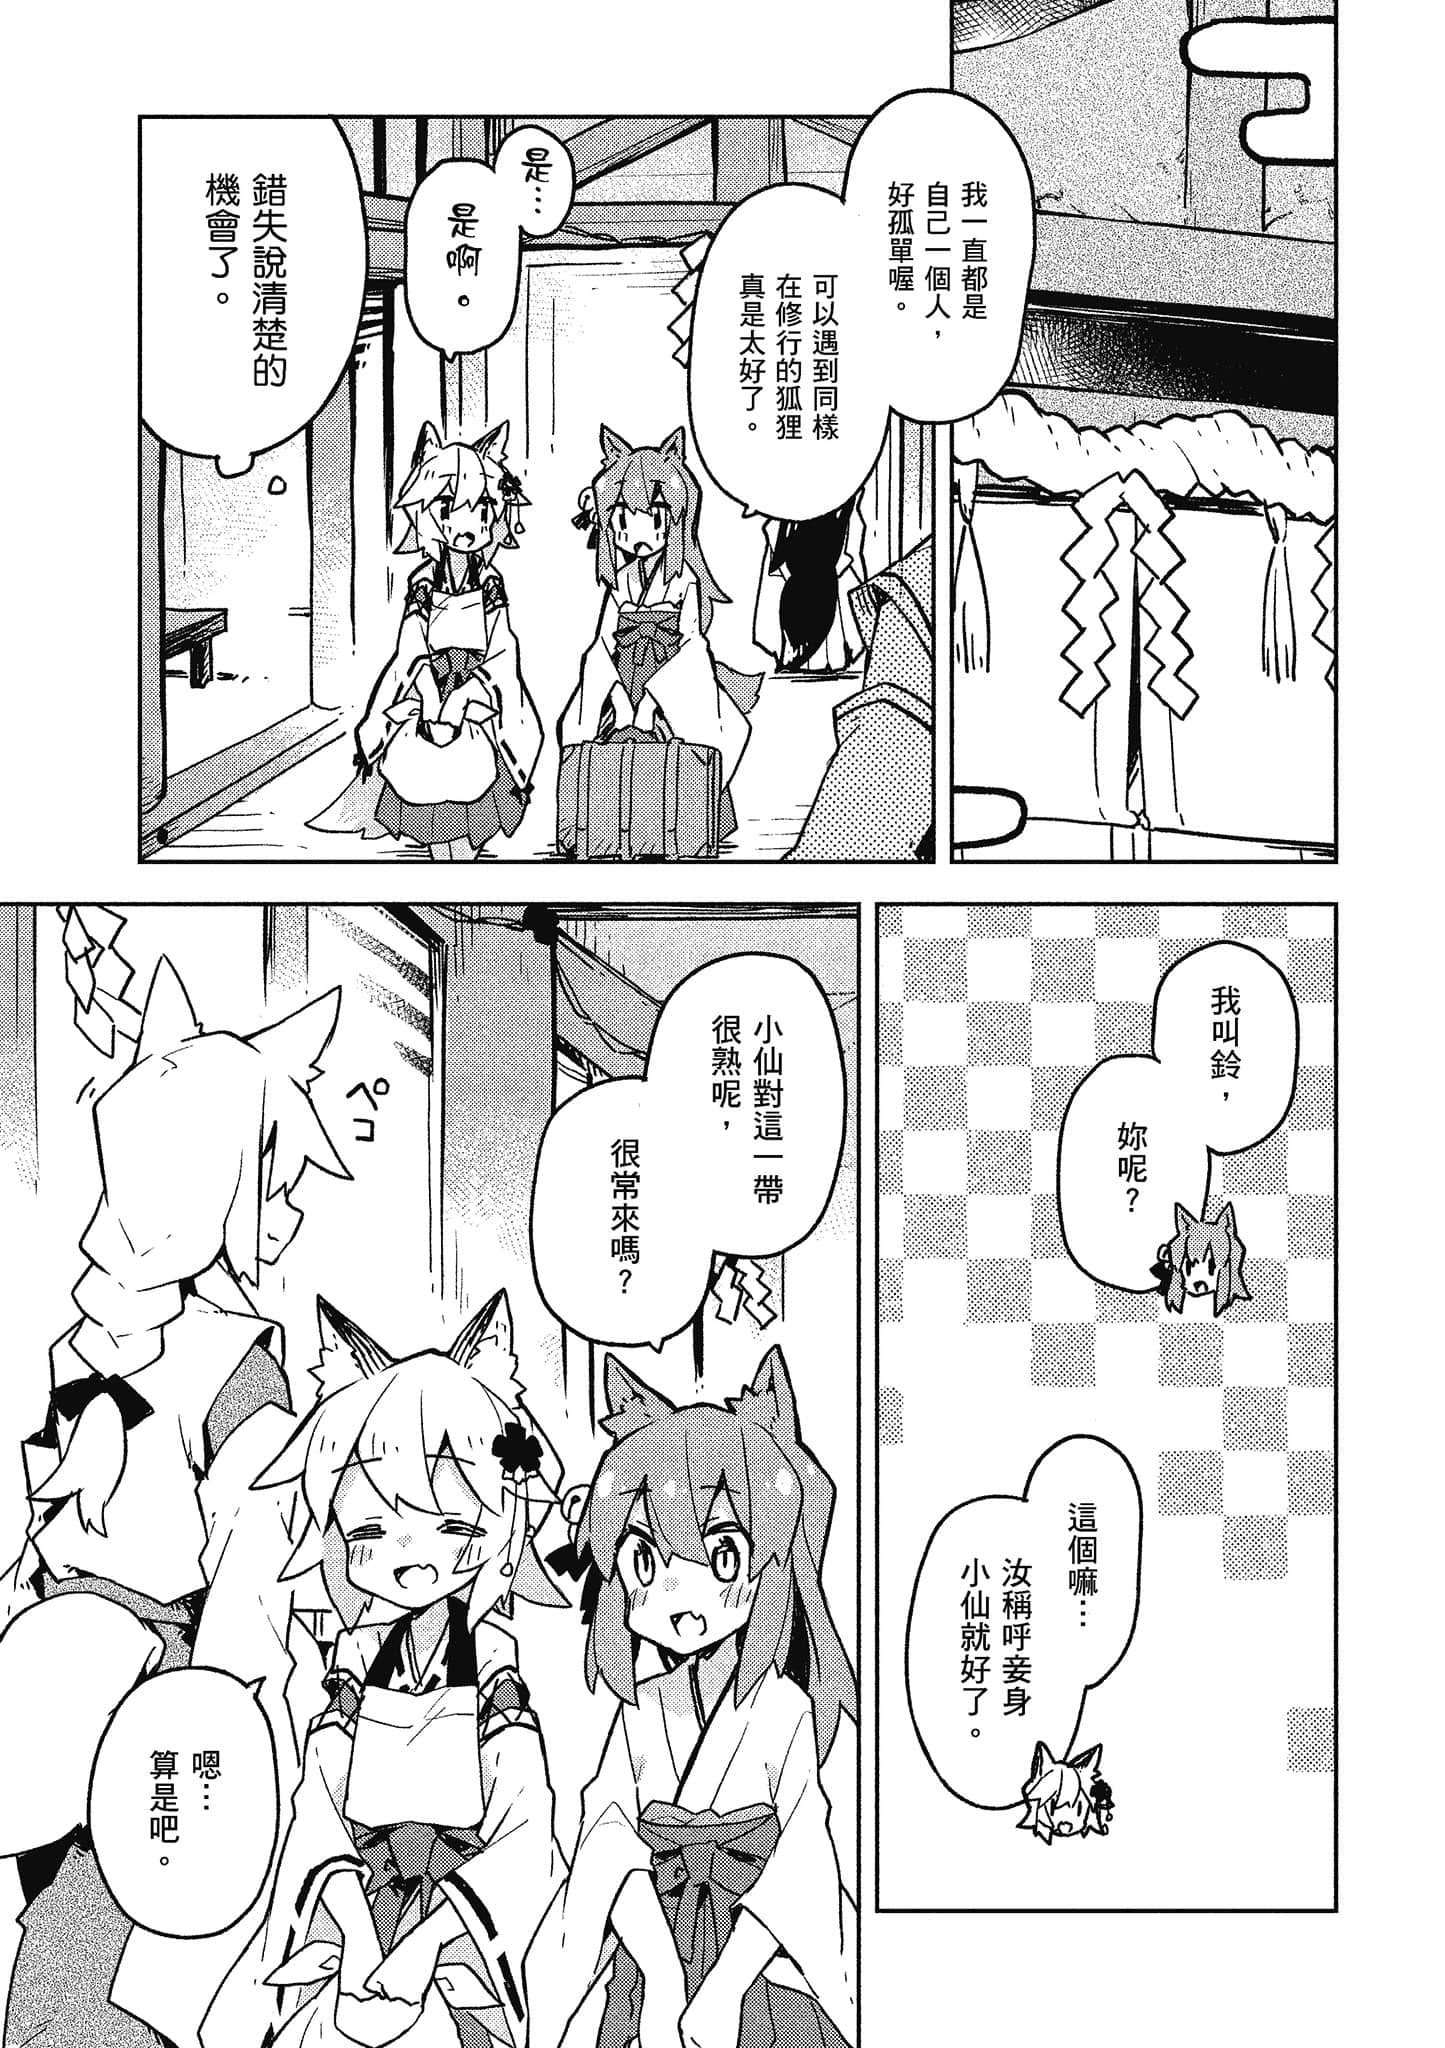 我一直都是
自己一個人，
好孤單喔。
可以遇到同樣
在修行的狐狸
真是太好了。
是…
是啊。
錯失說清楚的
機會了。
我叫鈴，
妳呢？
這個嘛…
汝稱呼妾身
小仙就好了。
小仙對這一帶
很熟呢，
很常來嗎？
ペコ
嗯…
算是吧。